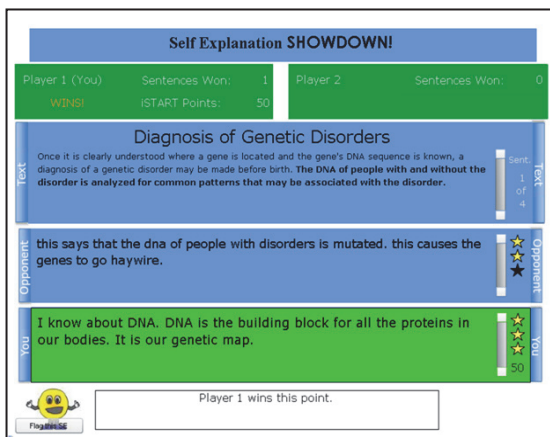 Self Explanation SHOWDOWN!
Player 1 (You) Sentences Won: 1
WINS! iSTART Points: 50
Player 2 Sentences Won: 0
Diagnosis of Genetic Disorders
Once it is clearly understood where a gene is located and the gene's DNA sequence is known, a
diagnosis of a genetic disorder may be made before birth. The DNA of people with and without the
disorder is analyzed for common patterns that may be associated with the disorder.
Text
Sent.
1
of
4
Text
Opponent
this says that the dna of people with disorders is mutated. this causes the
genes to go haywire.
Opponent
You
I know about DNA. DNA is the building block for all the proteins in
our bodies. It is our genetic map.
50
You
Player 1 wins this point.
Flag this SE